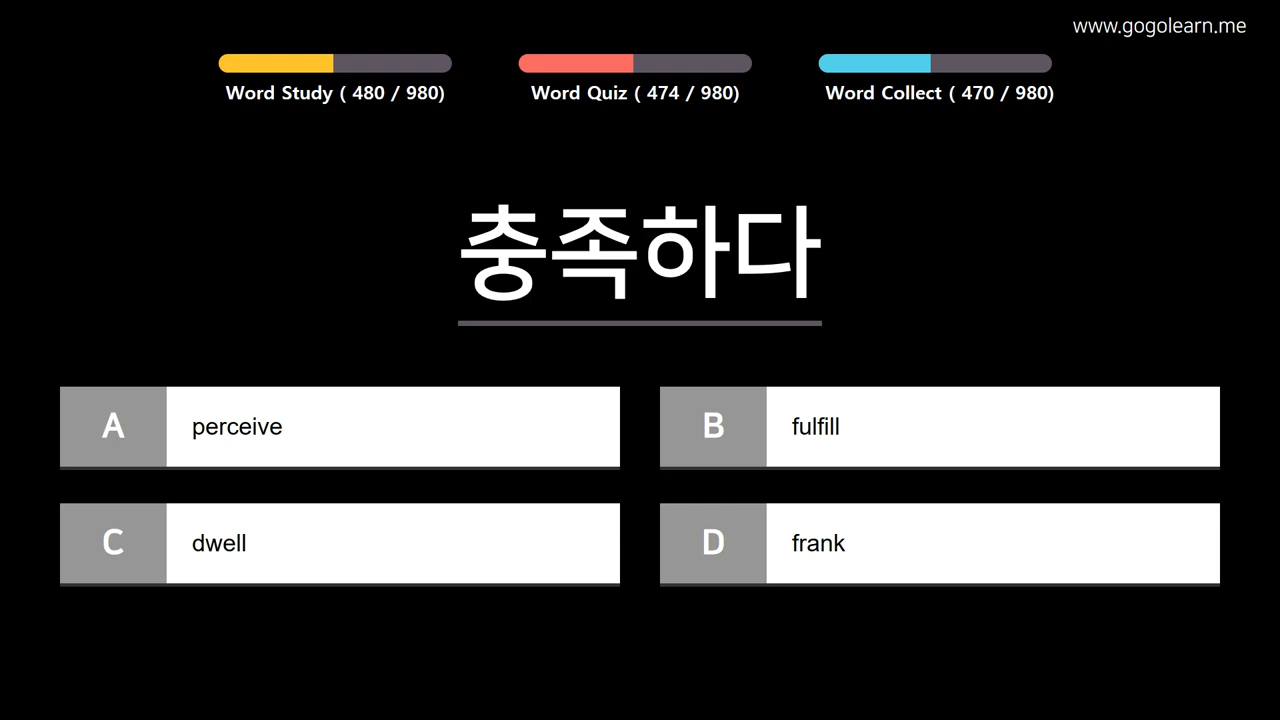 www.gogolearn.me
Word Study ( 480 / 980)
Word Quiz ( 474 / 980)
Word Collect ( 470 / 980)
충족하다
A perceive
B fulfill
C dwell
D frank